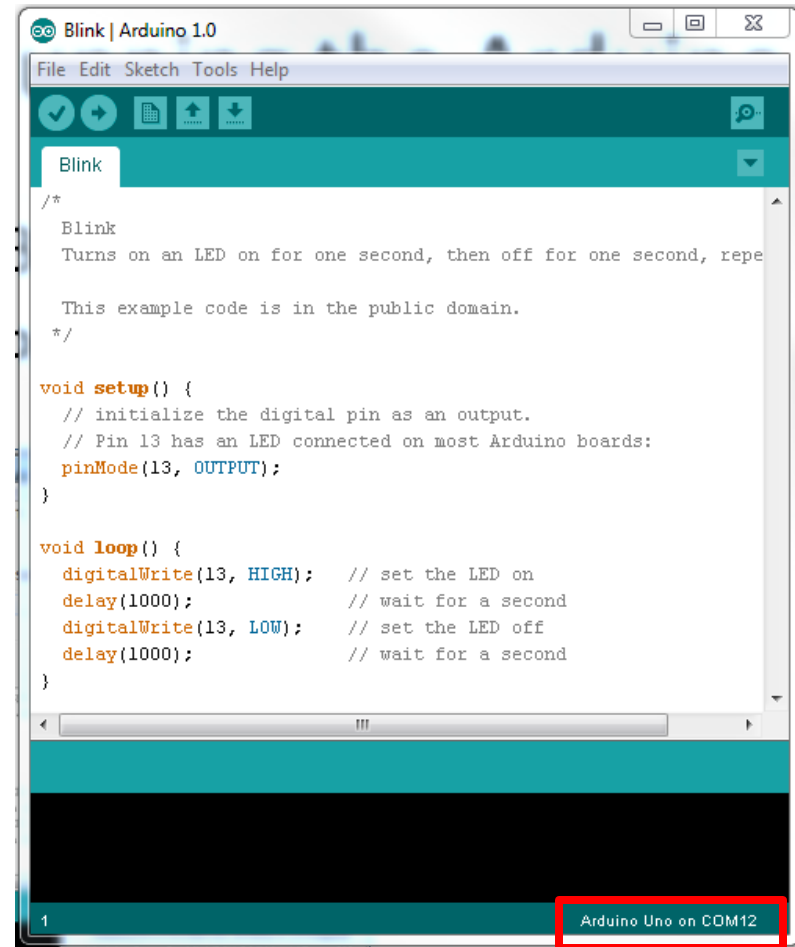 Blink | Arduino 1.0
File Edit Sketch Tools Help
Blink
/*
  Blink
  Turns on an LED on for one second, then off for one second, repe

  This example code is in the public domain.
 */

void setup() {
  // initialize the digital pin as an output.
  // Pin 13 has an LED connected on most Arduino boards:
  pinMode(13, OUTPUT);
}

void loop() {
  digitalWrite(13, HIGH);   // set the LED on
  delay(1000);              // wait for a second
  digitalWrite(13, LOW);    // set the LED off
  delay(1000);              // wait for a second
}
1
Arduino Uno on COM12